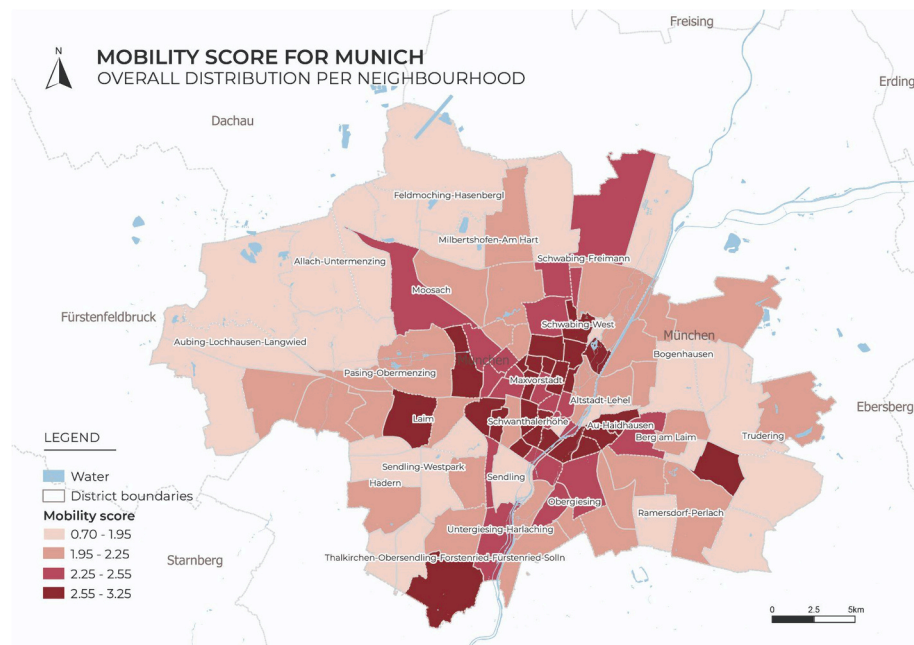 Freising
N
MOBILITY SCORE FOR MUNICH
OVERALL DISTRIBUTION PER NEIGHBOURHOOD
Erding
Dachau
Feldmoching-Hasenbergl
Milbertshofen-Am Hart
Schwabing-Freimann
Allach-Untermenzing
Moosach
Fürstenfeldbruck
Schwabing-West
München
Aubing-Lochhausen-Langwied
Bogenhausen
München
Pasing-Obermenzing
Maxvorstadt
Altstadt-Lehel
Ebersberg
Laim
Schwanthalerhöhe
Au-Haidhausen
Berg am Laim
Trudering
LEGEND
Sendling-Westpark
Sendling
Hadern
Water
District boundaries
Obergiesing
Ramersdorf-Perlach
Mobility score
Untergiesing-Harlaching
0.70 - 1.95
1.95 - 2.25
2.25 - 2.55
2.55 - 3.25
Thalkirchen-Obersendling-Forstenried-Fürstenried-Solln
Starnberg
0 2.5 5km